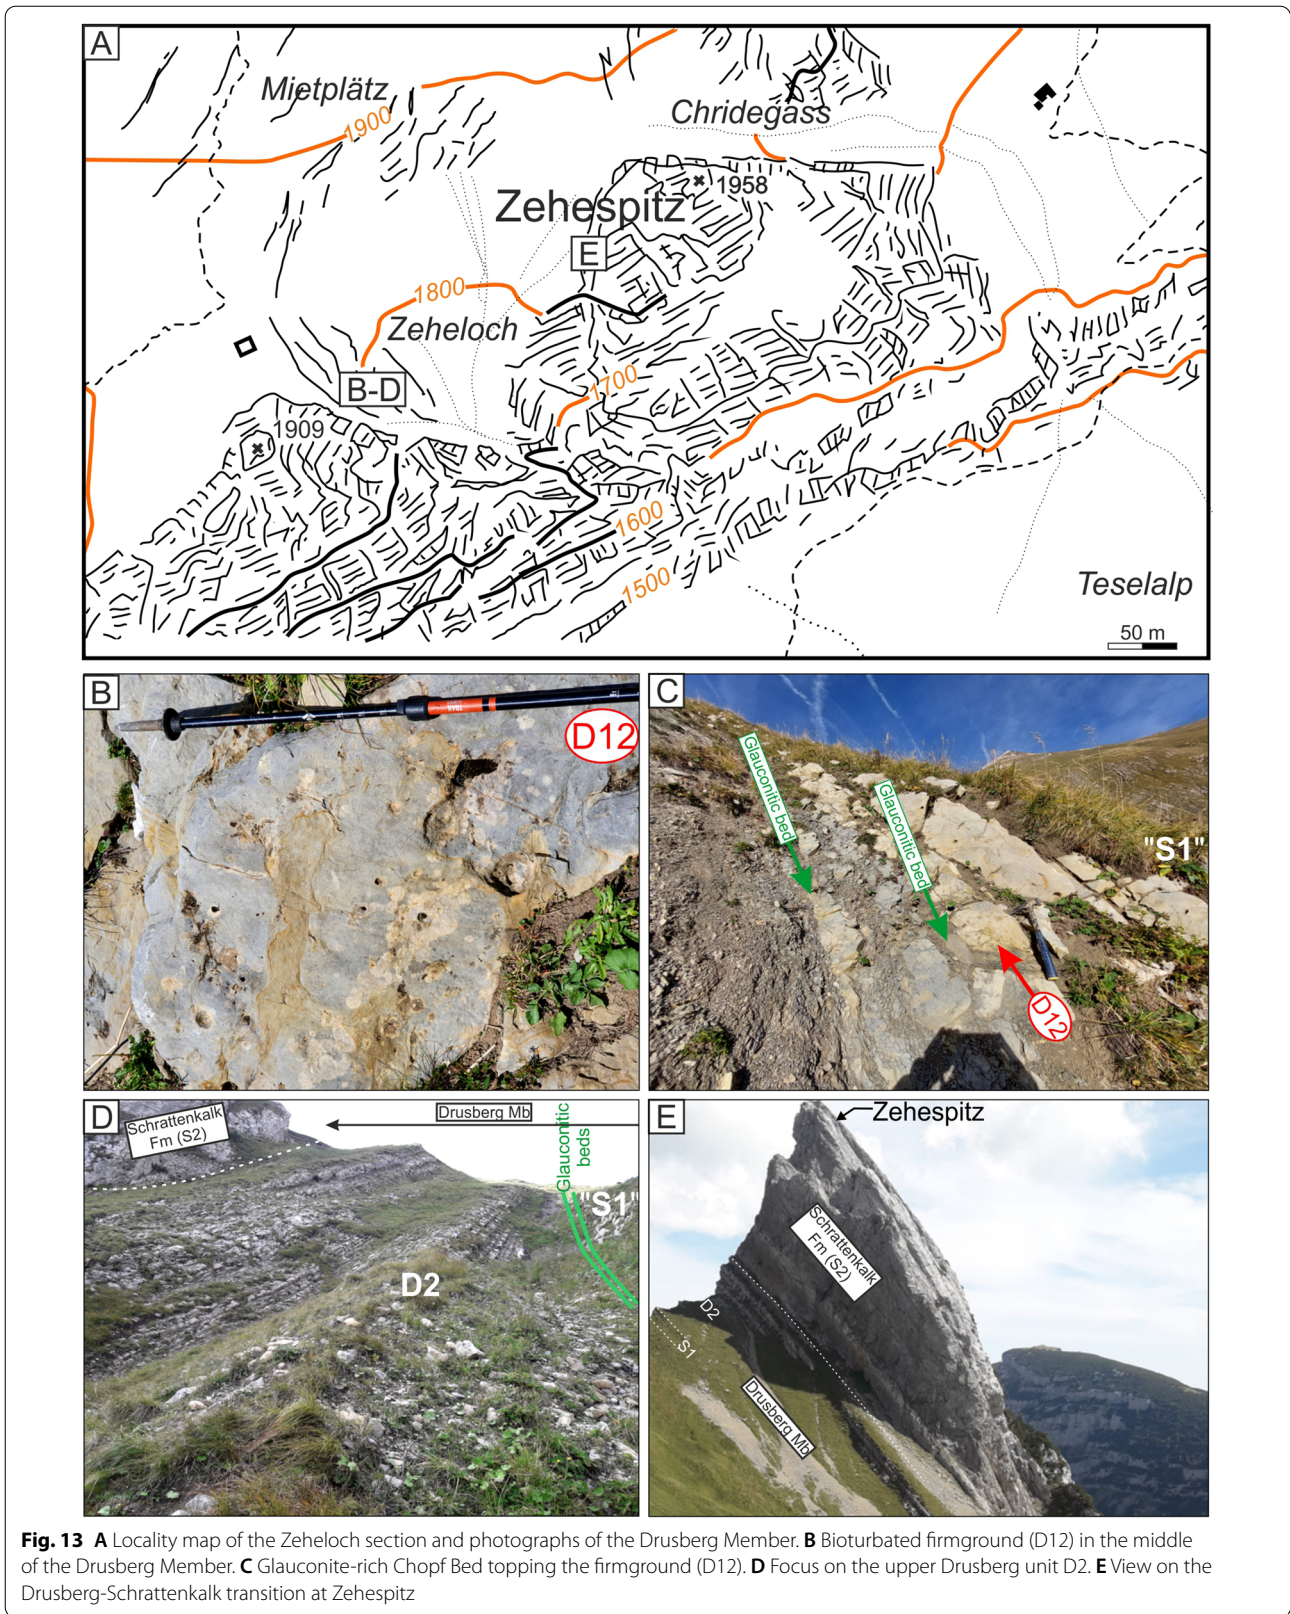 A
Mietplätz
1900
N
Chridegass
1958
Zehespitz
E
1800
Zeheloch
B-D
1700
1909
1600
1500
Teselalp
50 m
B
D12
C
Glauconitic bed
Glauconitic bed
"S1"
D12
D
Schrattenkalk
Fm (S2)
Drusberg Mb
Glauconitic
beds
"S1"
D2
E
Zehespitz
Schrattenkalk
Fm (S2)
D2
S1
Drusberg Mb
Fig. 13 A Locality map of the Zeheloch section and photographs of the Drusberg Member. B Bioturbated firmground (D12) in the middle
of the Drusberg Member. C Glauconite-rich Chopf Bed topping the firmground (D12). D Focus on the upper Drusberg unit D2. E View on the
Drusberg-Schrattenkalk transition at Zehespitz